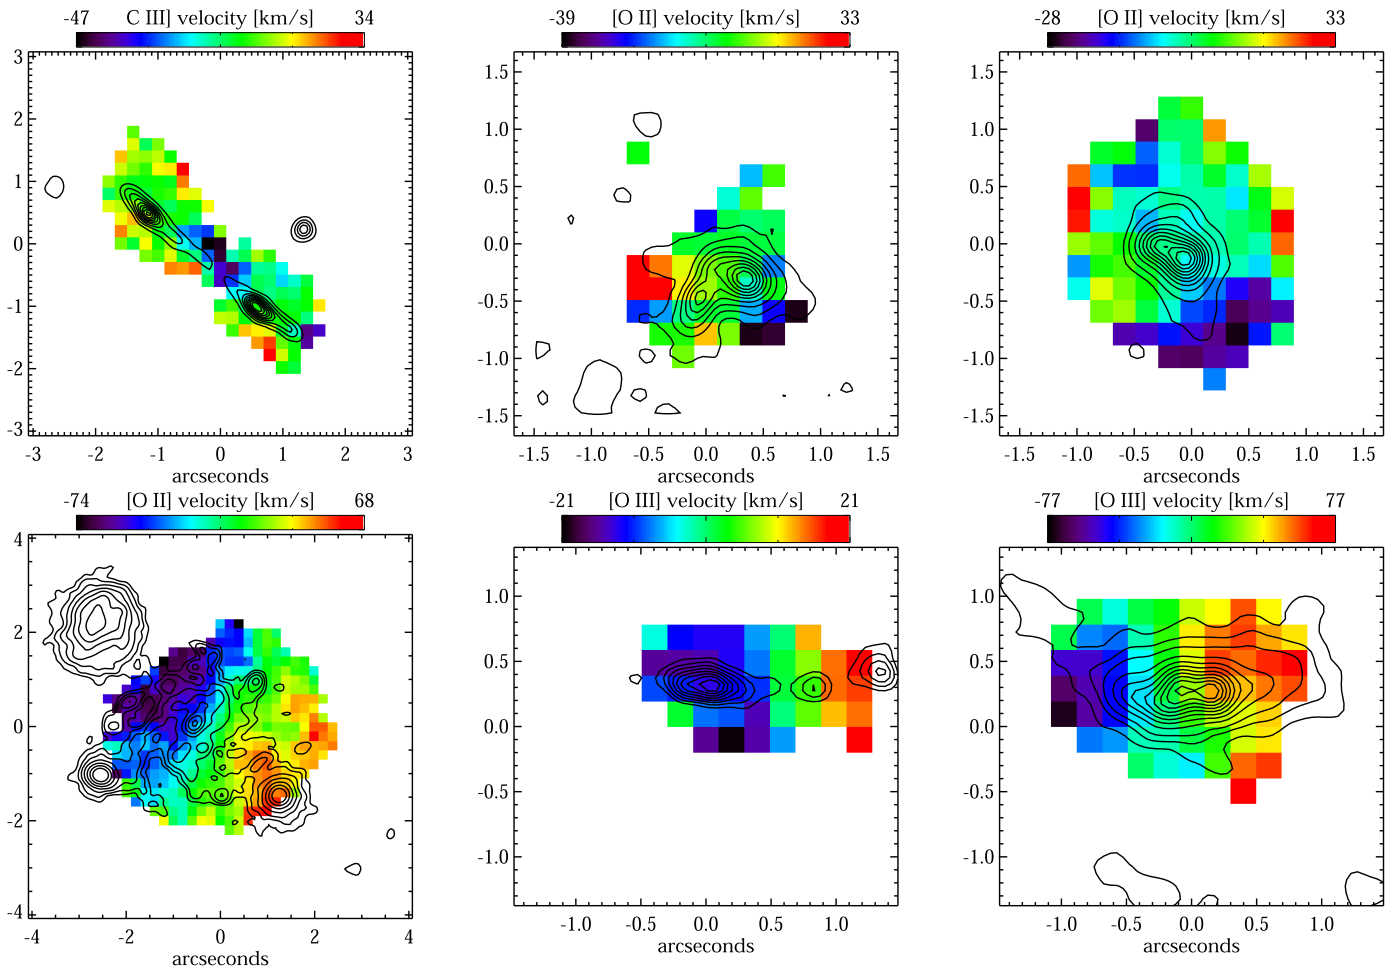 -47 C III] velocity [km/s] 34
-39 [O II] velocity [km/s] 33
-28 [O II] velocity [km/s] 33
3
2
1
0
-1
-2
-3
-3 -2 -1 0 1 2 3
arcseconds
1.5
1.0
0.5
0.0
-0.5
-1.0
-1.5
-1.5 -1.0 -0.5 0.0 0.5 1.0 1.5
arcseconds
1.5
1.0
0.5
0.0
-0.5
-1.0
-1.5
-1.5 -1.0 -0.5 0.0 0.5 1.0 1.5
arcseconds
-74 [O II] velocity [km/s] 68
-21 [O III] velocity [km/s] 21
-77 [O III] velocity [km/s] 77
4
2
0
-2
-4
-4 -2 0 2 4
arcseconds
1.0
0.5
0.0
-0.5
-1.0
-1.0 -0.5 0.0 0.5 1.0
arcseconds
1.0
0.5
0.0
-0.5
-1.0
-1.0 -0.5 0.0 0.5 1.0
arcseconds